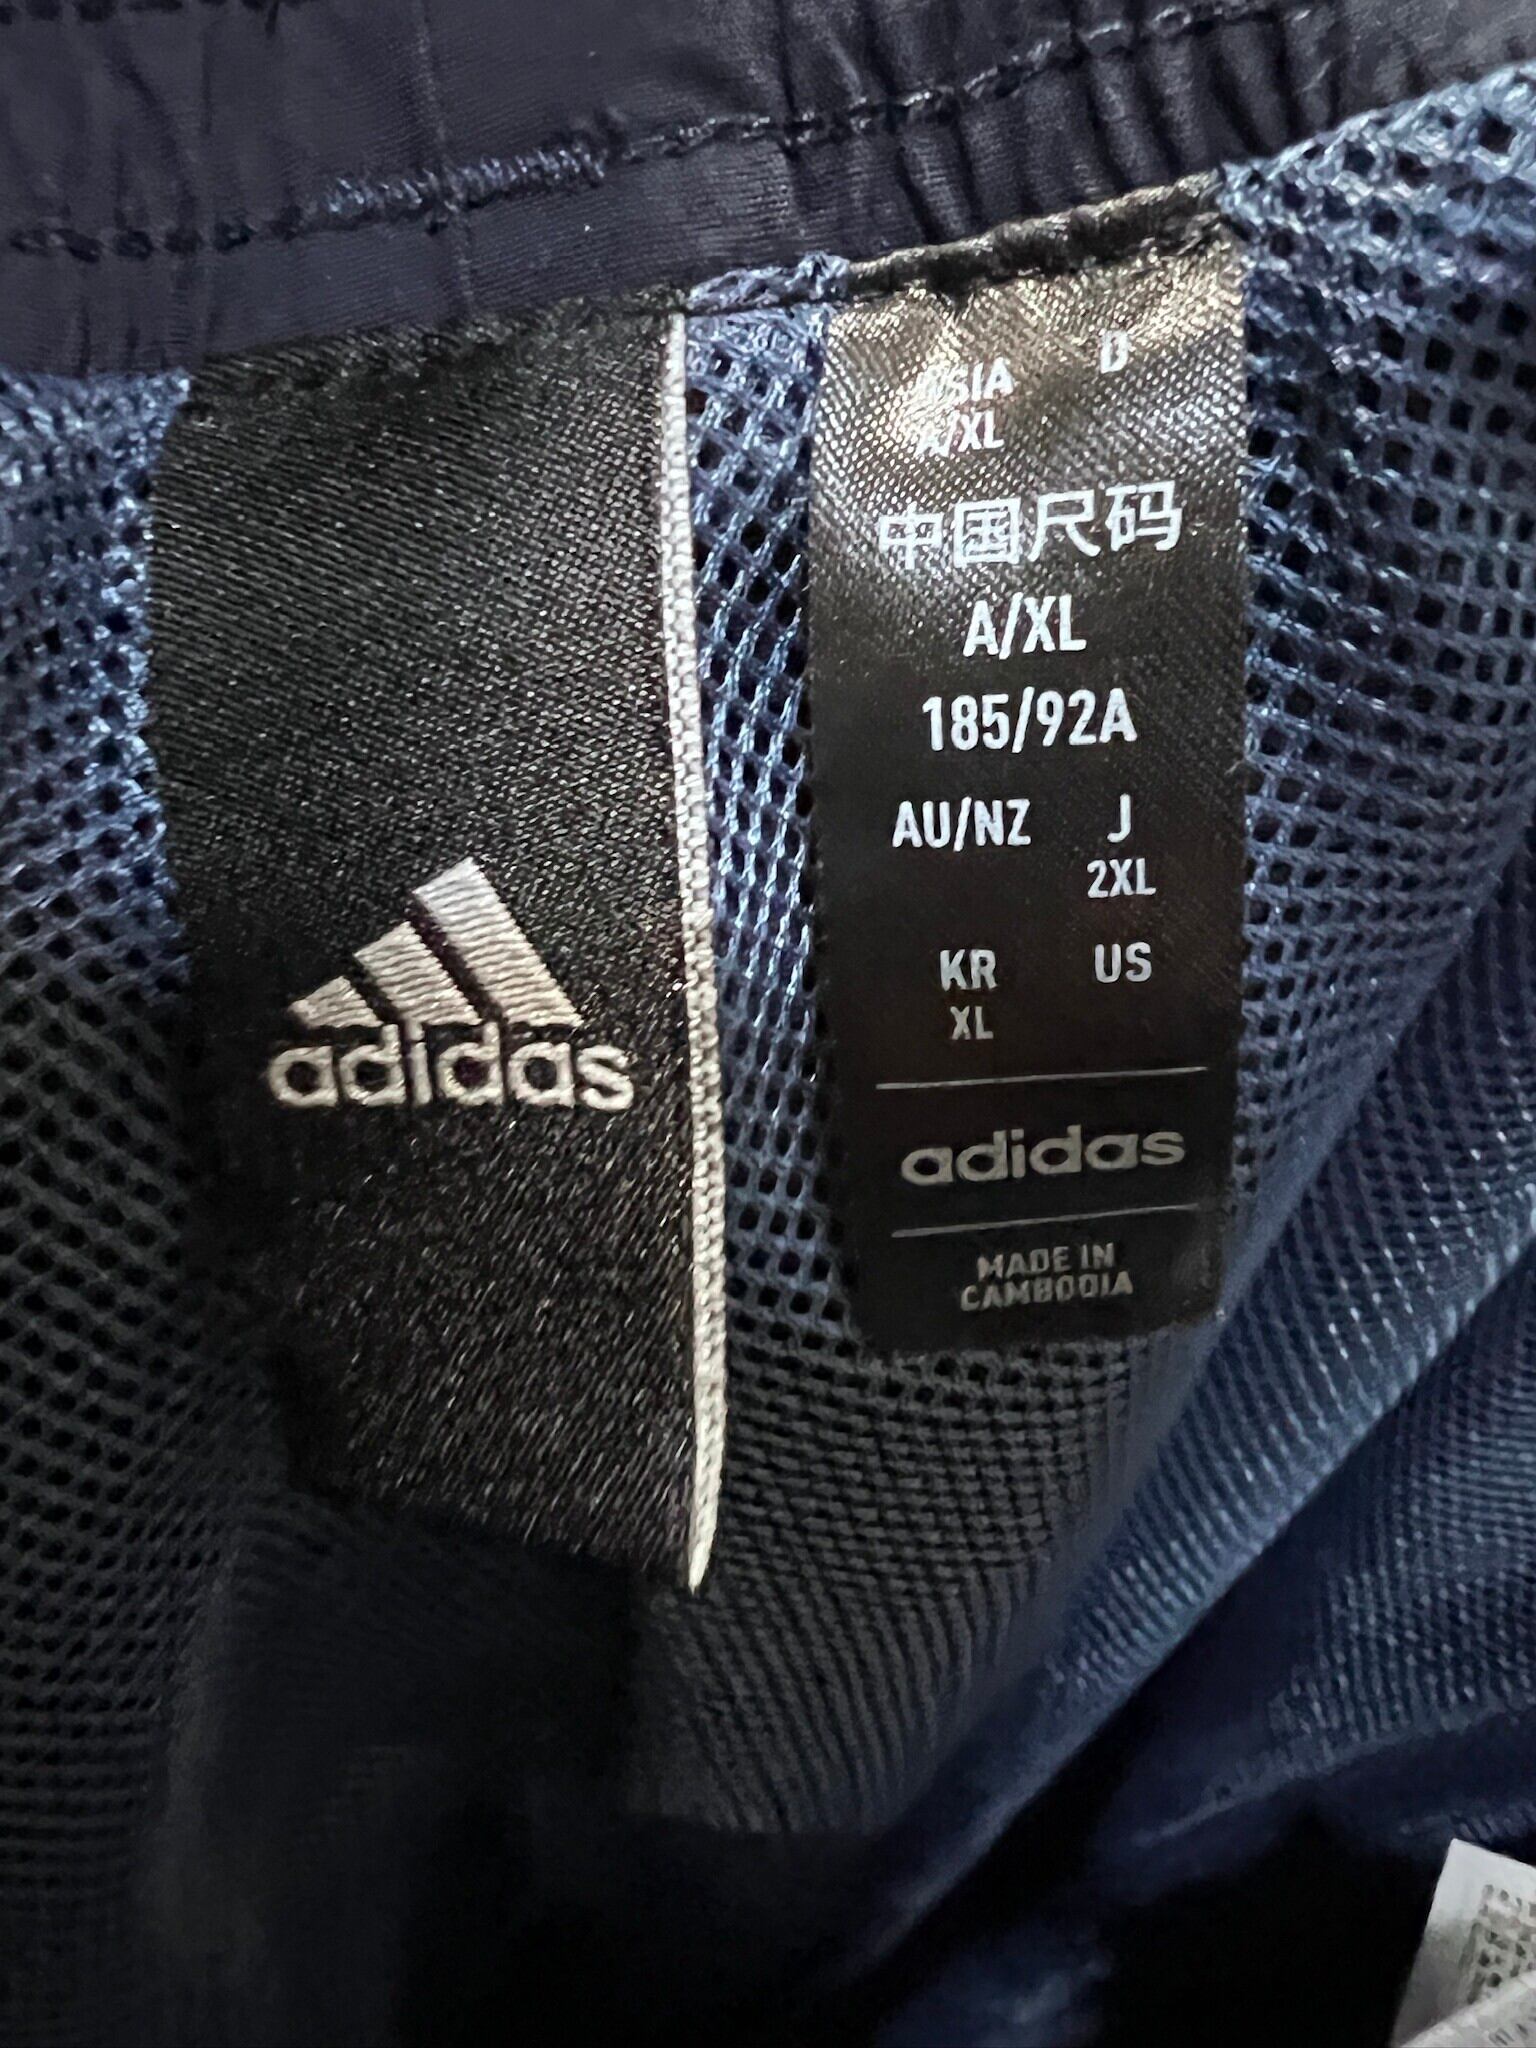 adidas
ASIA D
A/XL
中国尺码
A/XL
185/92A
AU/NZ J
2XL
KR US
XL
adidas
MADE IN
CAMBODIA